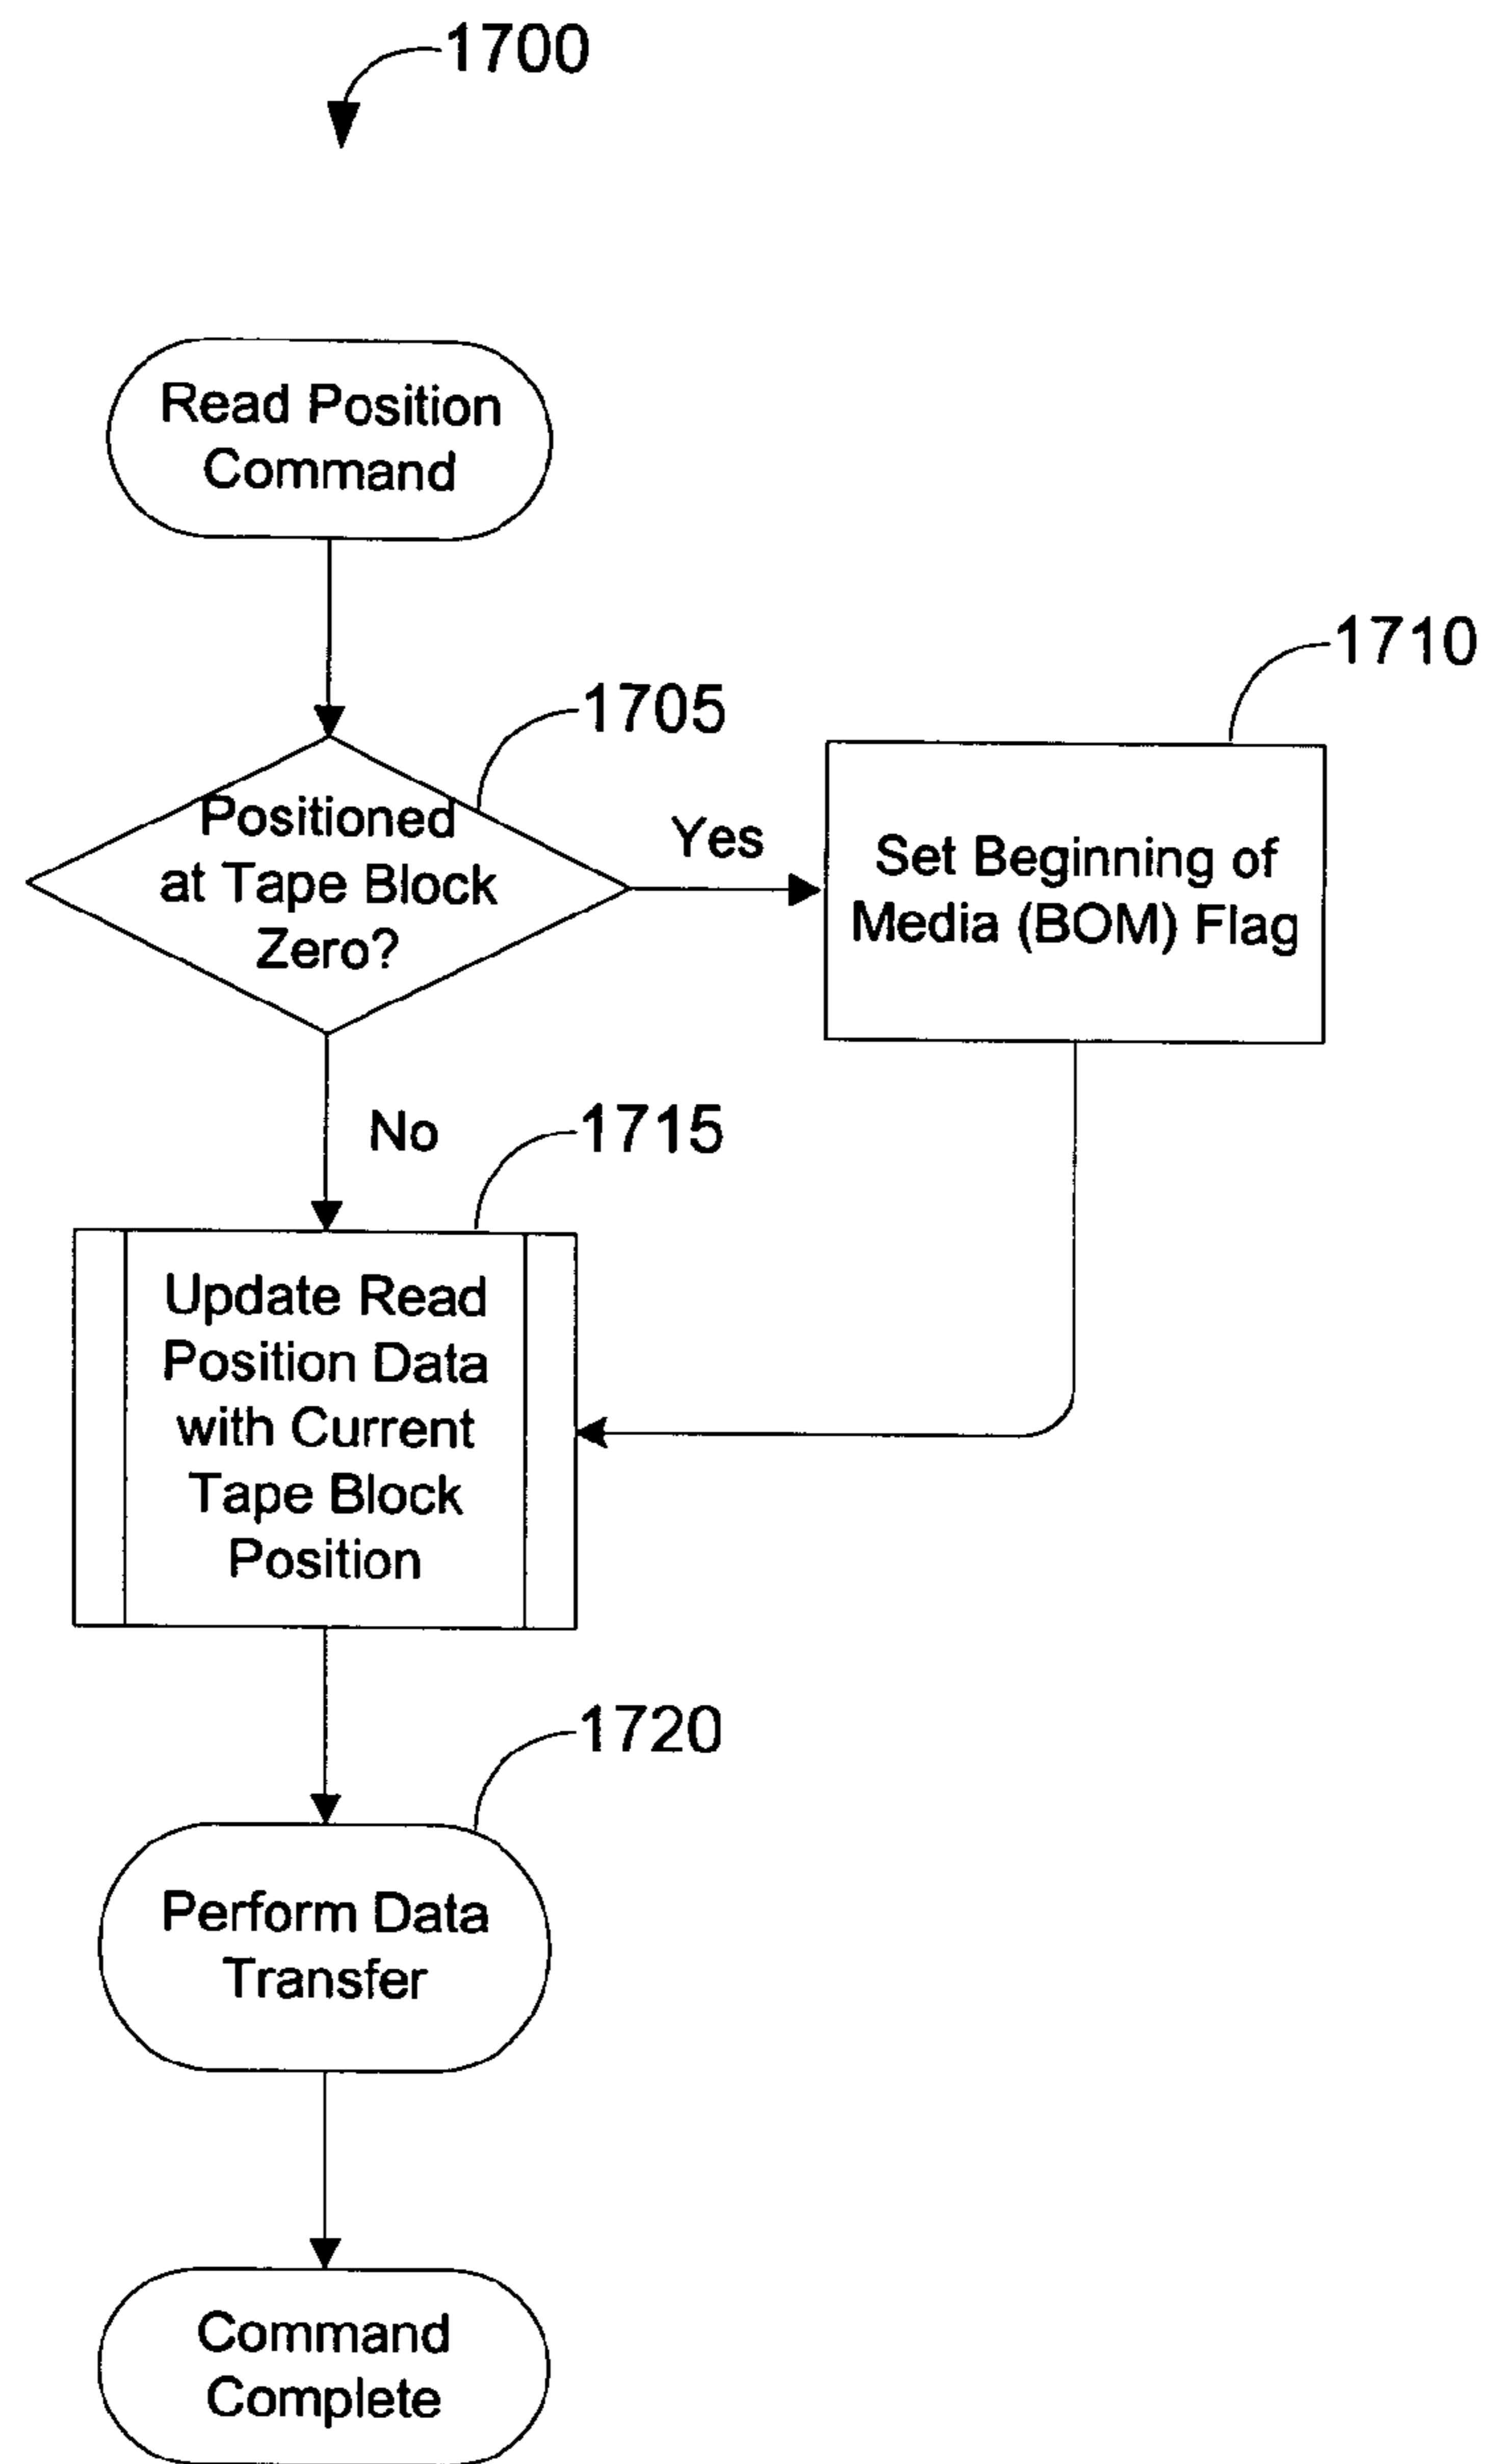 1700
Read Position
Command
1705
1710
Positioned
at Tape Block
Zero?
Yes
Set Beginning of
Media (BOM) Flag
No
1715
Update Read
Position Data
with Current
Tape Block
Position
1720
Perform Data
Transfer
Command
Complete